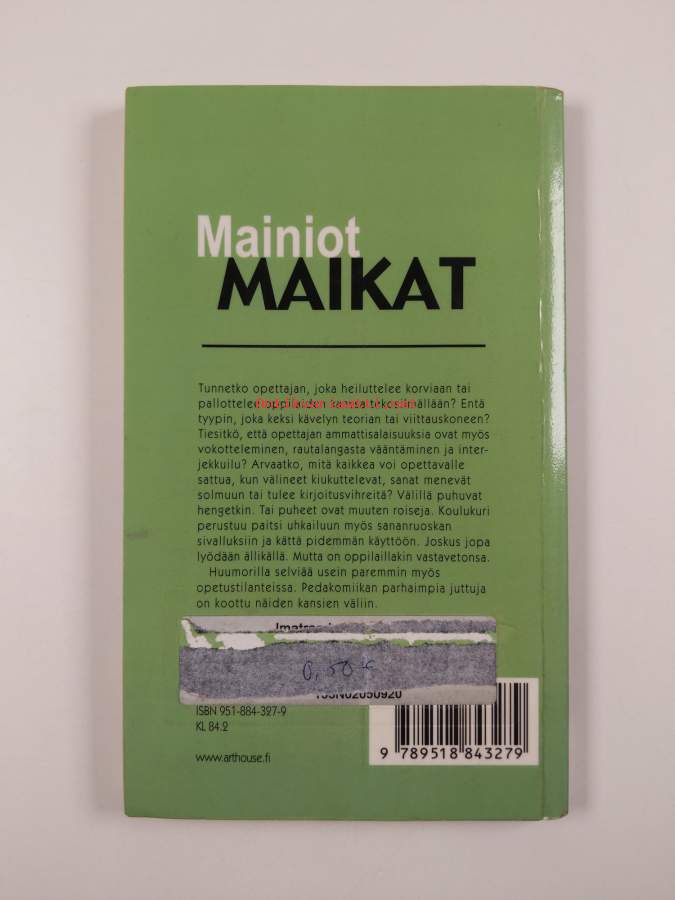 Mainiot
MAIKAT
Tunnetko opettajan, joka heiluttelee korviaan tai
pallottelee oppilaiden kanssa tekosilmällään? Entä
tyypin, joka keksi kävelyn teorian tai viittauskoneen?
Tiesitkö, että opettajan ammattisalaisuuksia ovat myös
vokotteleminen, rautalangasta vääntäminen ja inter-
jekkuilu? Arvaatko, mitä kaikkea voi opettavalle
sattua, kun välineet kiukuttelevat, sanat menevät
solmuun tai tulee kirjoitusvihreitä? Välillä puhuvat
hengetkin. Tai puheet ovat muuten roiseja. Koulukuri
perustuu paitsi uhkailuun myös sananruoskan
sivalluksiin ja kättä pidemmän käyttöön. Joskus jopa
lyödään ällikällä. Mutta on oppilaillakin vastavetonsa.
Huumorilla selviää usein paremmin myös
opetustilanteissa. Pedakomiikan parhaimpia juttuja
on koottu näiden kansien väliin.
0,50 €
ISBN 951-884-327-9
KL 84.2
www.arthouse.fi
9 789518 843279